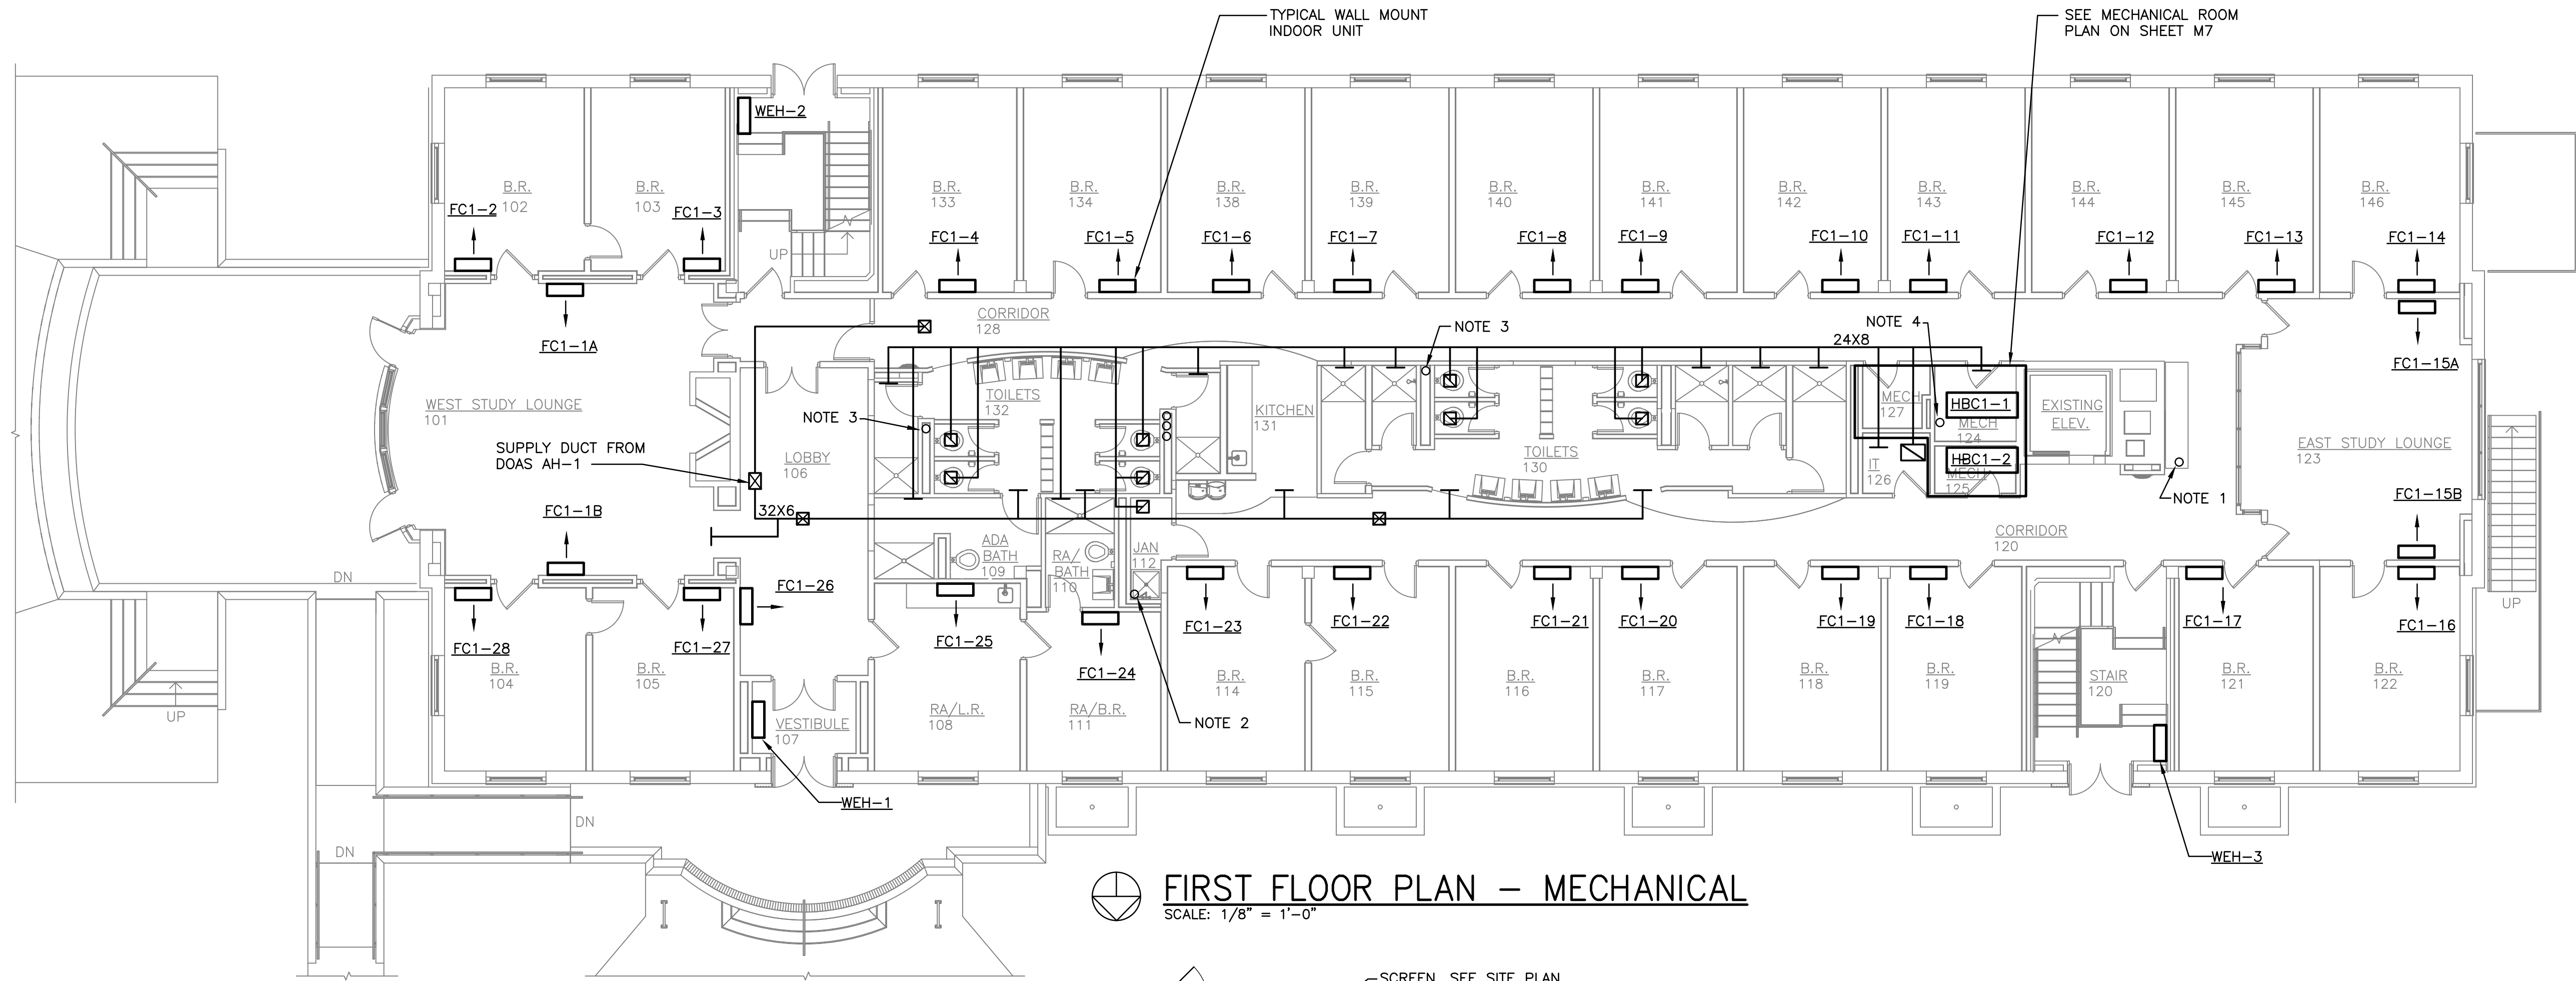 TYPICAL WALL MOUNT
INDOOR UNIT
SEE MECHANICAL ROOM
PLAN ON SHEET M7
WEH-2
B.R.
102
B.R.
103
B.R.
133
B.R.
134
B.R.
138
B.R.
139
B.R.
140
B.R.
141
B.R.
142
B.R.
143
B.R.
144
B.R.
145
B.R.
146
FC1-2
FC1-3
FC1-4
FC1-5
FC1-6
FC1-7
FC1-8
FC1-9
FC1-10
FC1-11
FC1-12
FC1-13
FC1-14
UP
CORRIDOR
128
NOTE 3
NOTE 4
24X8
FC1-1A
FC1-15A
WEST STUDY LOUNGE
101
TOILETS
132
KITCHEN
131
MECH
127
HBC1-1
MECH
124
EXISTING
ELEV.
NOTE 3
SUPPLY DUCT FROM
DOAS AH-1
LOBBY
106
TOILETS
130
IT
126
HBC1-2
MECH
125
EAST STUDY LOUNGE
123
NOTE 1
FC1-1B
32X6
FC1-15B
CORRIDOR
120
ADA
BATH
109
RA/
BATH
110
JAN
112
DN
FC1-26
UP
FC1-28
FC1-27
FC1-25
FC1-24
FC1-23
FC1-22
FC1-21
FC1-20
FC1-19
FC1-18
FC1-17
FC1-16
B.R.
104
B.R.
105
B.R.
114
B.R.
115
B.R.
116
B.R.
117
B.R.
118
B.R.
119
STAIR
120
B.R.
121
B.R.
122
UP
VESTIBULE
107
RA/L.R.
108
RA/B.R.
111
NOTE 2
WEH-1
DN
DN
WEH-3
FIRST FLOOR PLAN - MECHANICAL
SCALE: 1/8" = 1'-0"
SCREEN, SEE SITE PLAN